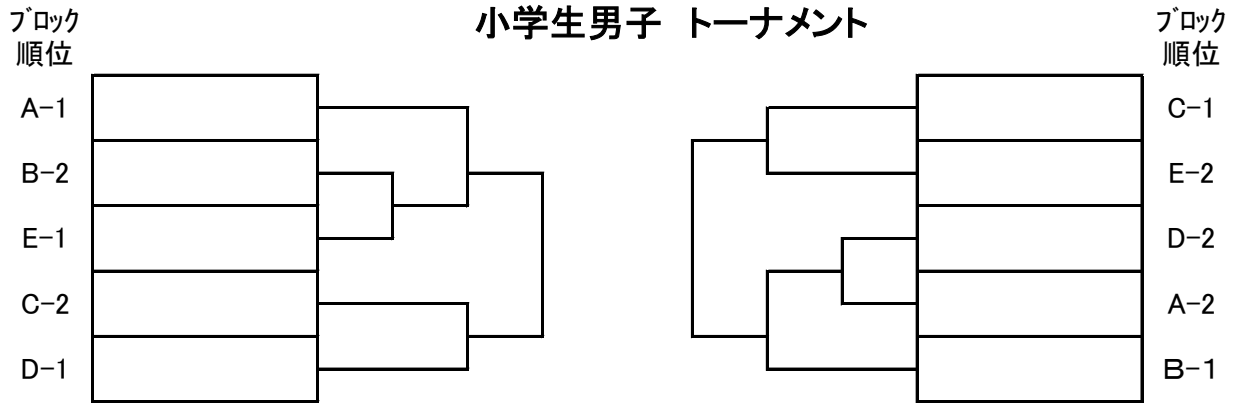 小学生男子 トーナメント
ブロック
順位
A-1
B-2
E-1
C-2
D-1
ブロック
順位
C-1
E-2
D-2
A-2
B-1